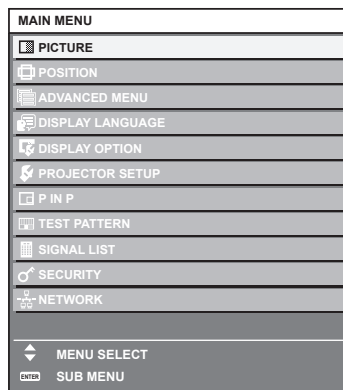 MAIN MENU
PICTURE
POSITION
ADVANCED MENU
DISPLAY LANGUAGE
DISPLAY OPTION
PROJECTOR SETUP
P IN P
TEST PATTERN
SIGNAL LIST
SECURITY
NETWORK
MENU SELECT
ENTER SUB MENU